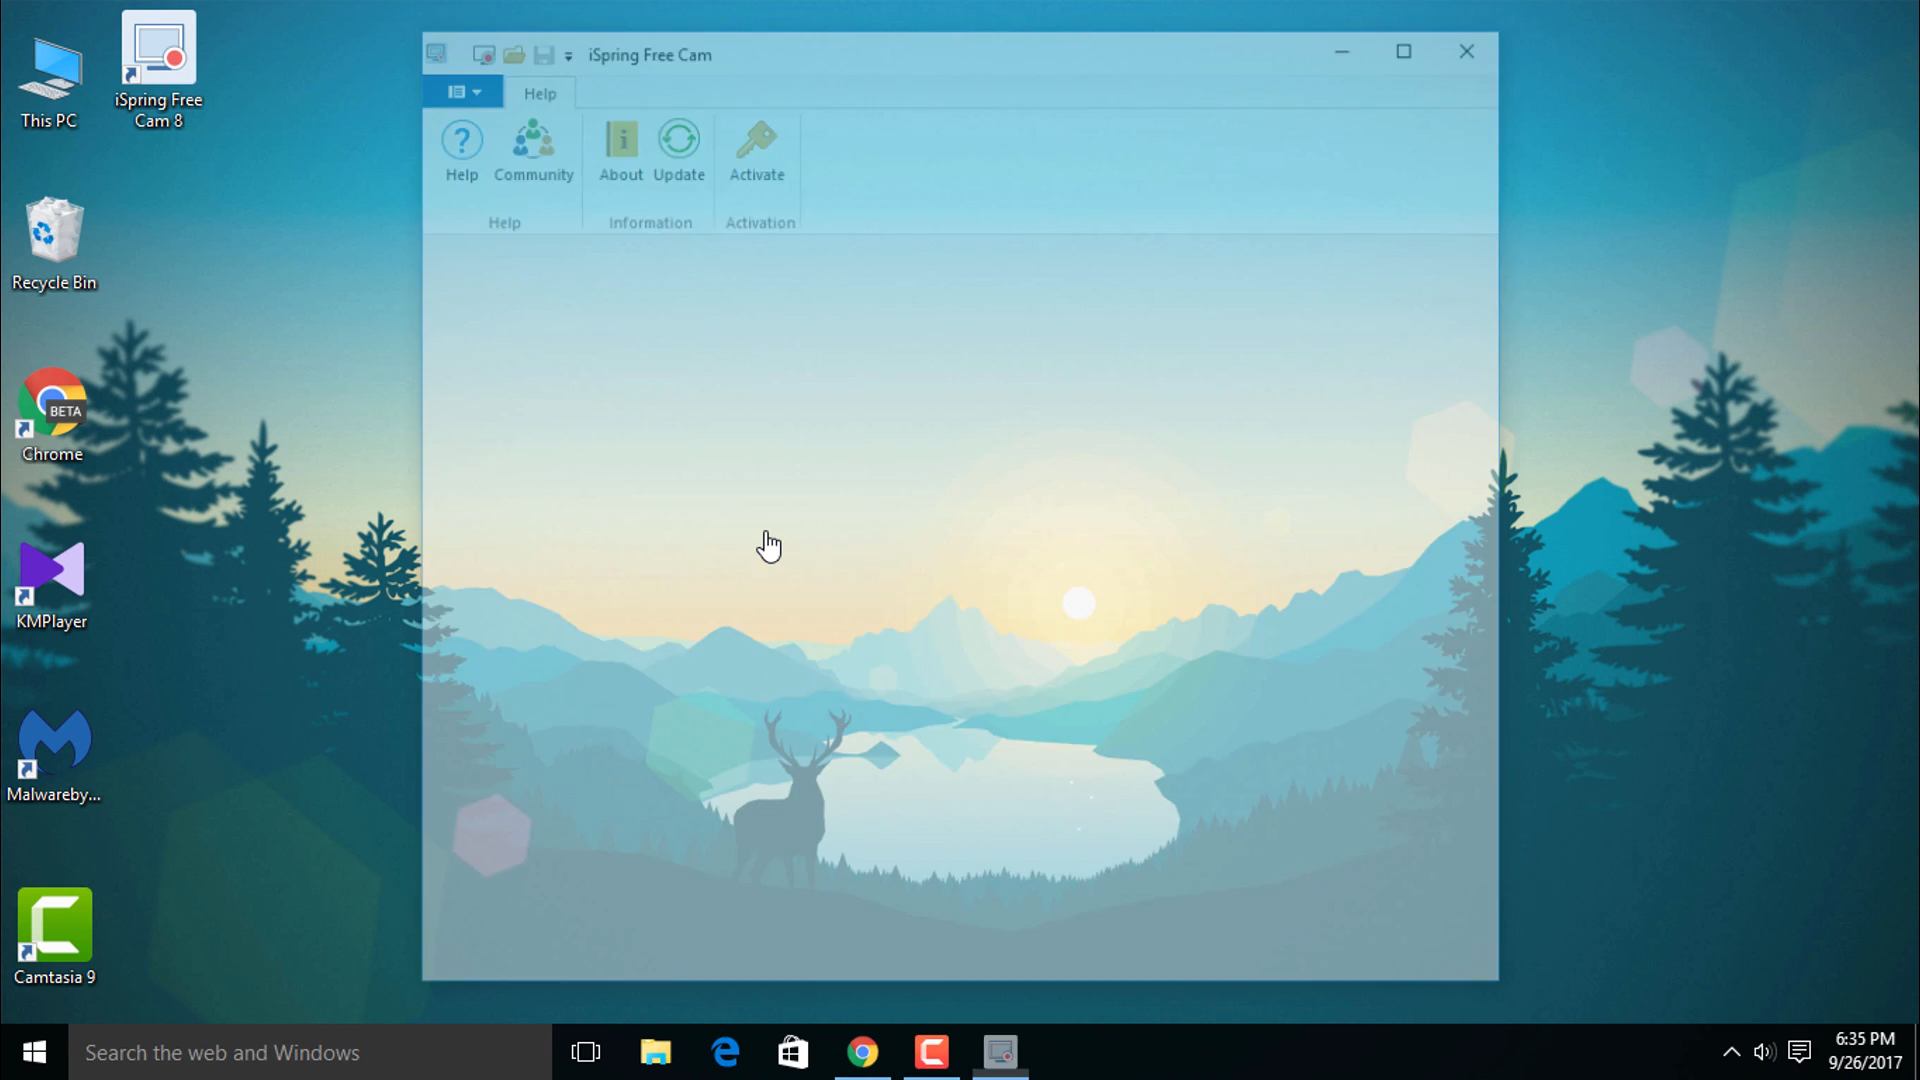 This PC
iSpring Free
Cam 8
Recycle Bin
BETA
Chrome
KMPlayer
Malwareby...
Camtasia 9
iSpring Free Cam
Help
Help
Community
About
Update
Activate
Help
Information
Activation
Search the web and Windows
6:35 PM
9/26/2017